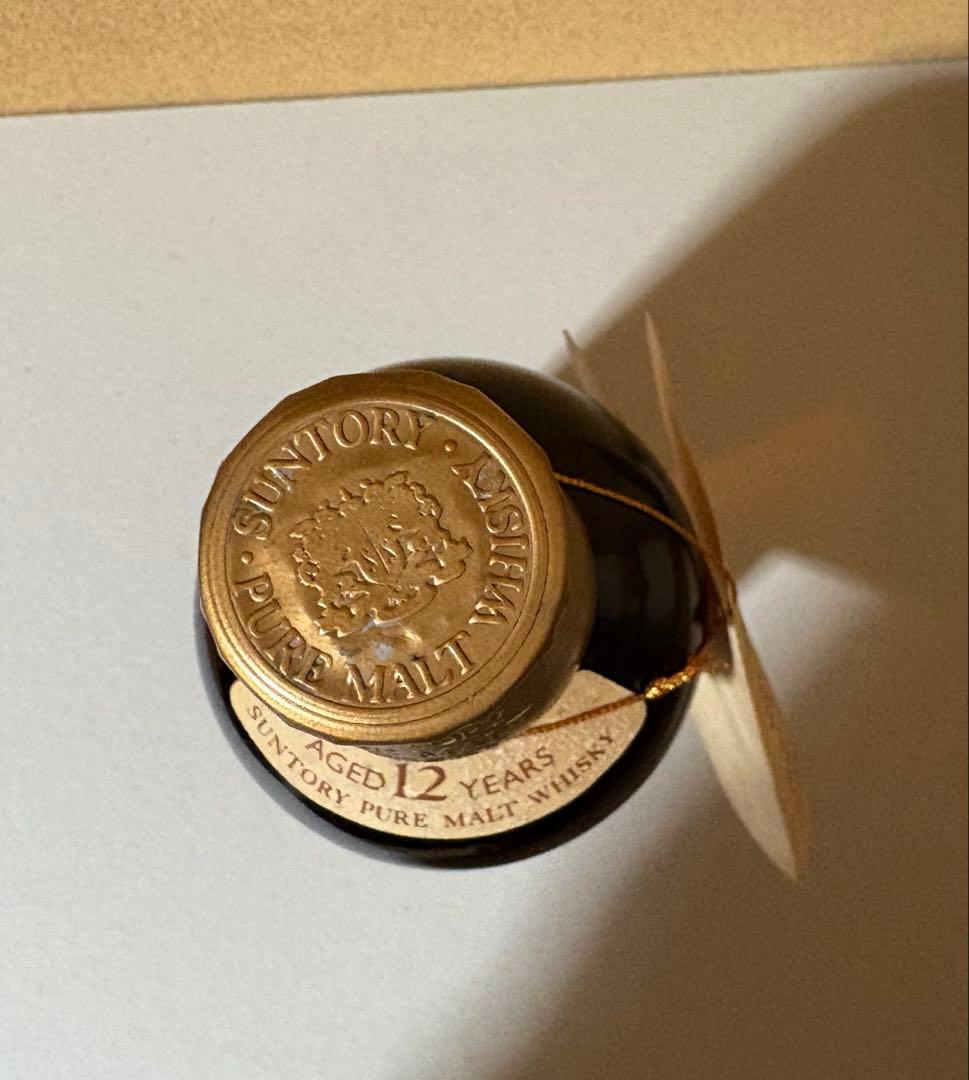 SUNTORY · PURE MALT WHISKY ·
AGED 12 YEARS
SUNTORY PURE MALT WHISKY